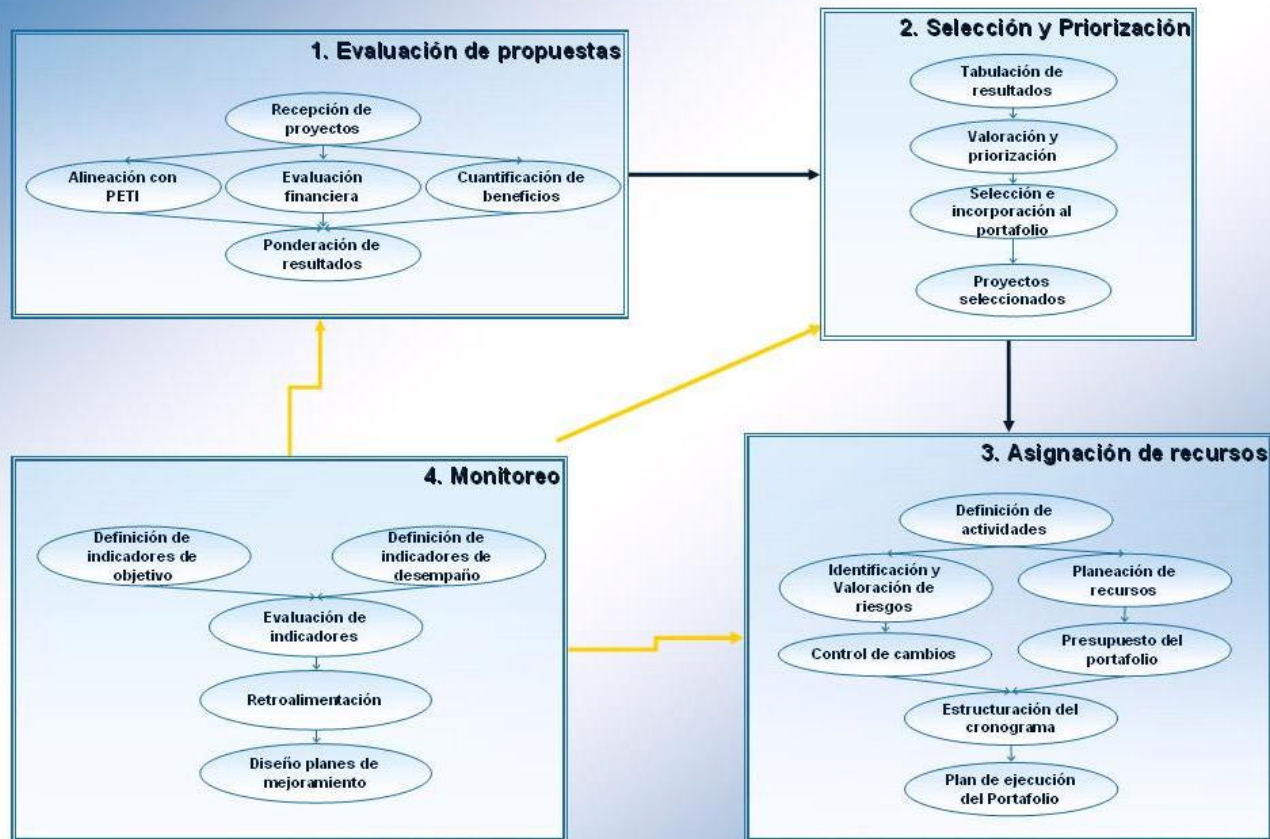 1. Evaluación de propuestas
Recepción de
proyectos
Alineación con
PETI
Evaluación
financiera
Cuantificación de
beneficios
Ponderación de
resultados
2. Selección y Priorización
Tabulación de
resultados
Valoración y
priorización
Selección e
incorporación al
portafolio
Proyectos
seleccionados
3. Asignación de recursos
Definición de
actividades
Identificación y
Valoración de
riesgos
Planeación de
recursos
Control de cambios
Presupuesto del
portafolio
Estructuración del
cronograma
Plan de ejecución
del Portafolio
4. Monitoreo
Definición de
indicadores de
objetivo
Definición de
indicadores de
desempaño
Evaluación de
indicadores
Retroalimentación
Diseño planes de
mejoramiento